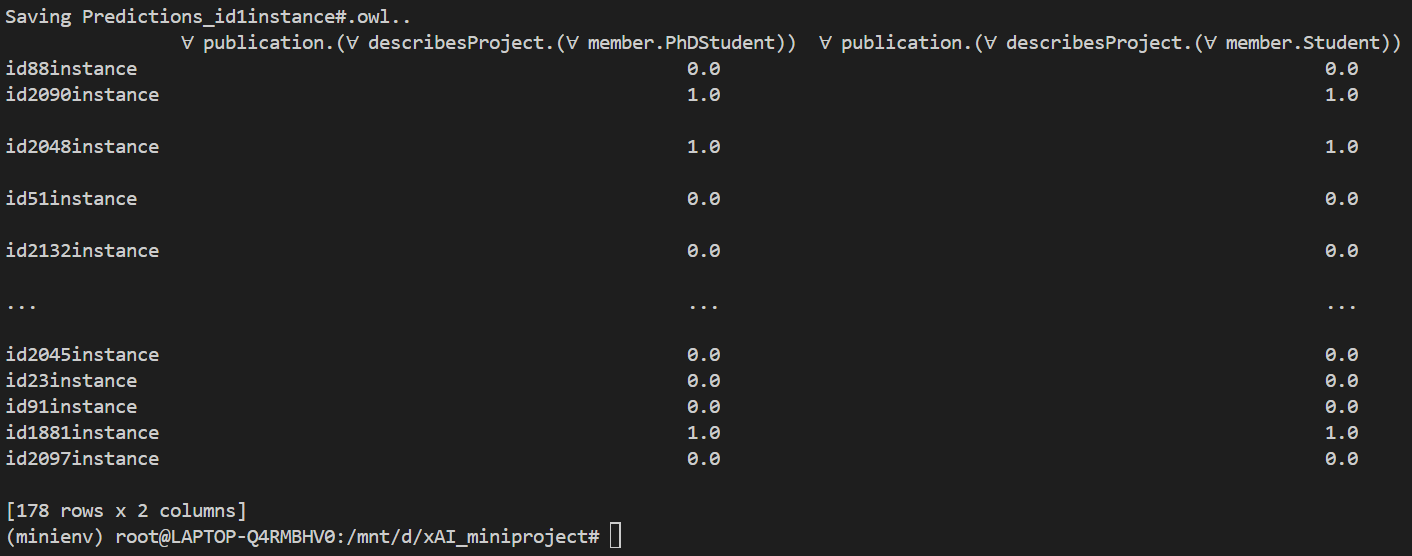 Saving Predictions_id1instance#.owl..
∀ publication.(∀ describesProject.(∀ member.PhDStudent)) ∀ publication.(∀ describesProject.(∀ member.Student))
id88instance 0.0 0.0
id2090instance 1.0 1.0
id2048instance 1.0 1.0
id51instance 0.0 0.0
id2132instance 0.0 0.0
... ... ...
id2045instance 0.0 0.0
id23instance 0.0 0.0
id91instance 0.0 0.0
id1881instance 1.0 1.0
id2097instance 0.0 0.0
[178 rows x 2 columns]
(minienv) root@LAPTOP-Q4RMBHV0:/mnt/d/xAI_miniproject#